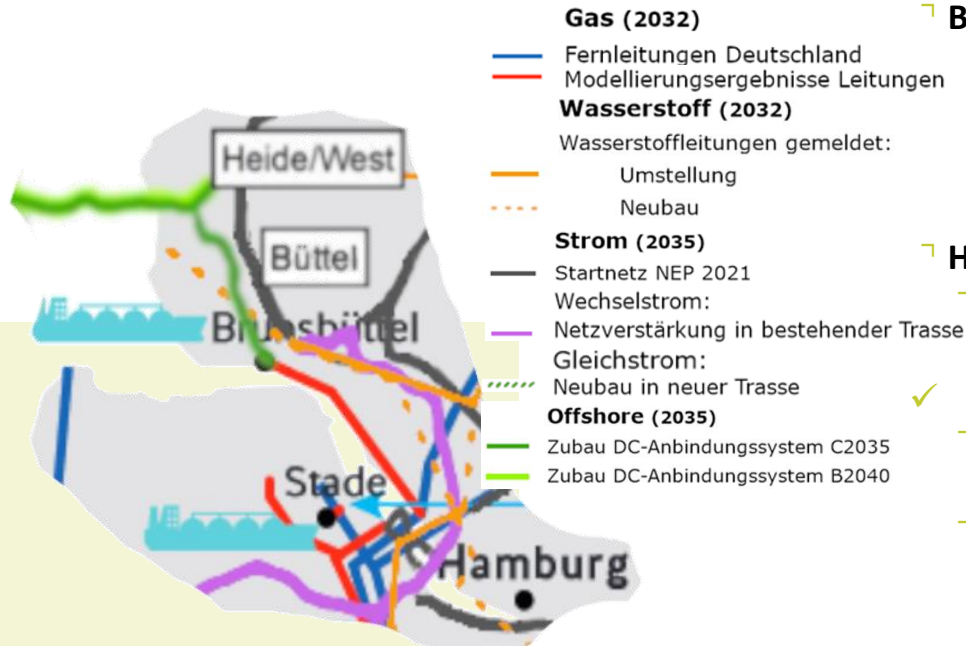 Gas (2032)
Fernleitungen Deutschland
Modellierungsergebnisse Leitungen
Wasserstoff (2032)
Wasserstoffleitungen gemeldet:
Umstellung
Neubau
Strom (2035)
Startnetz NEP 2021
Wechselstrom:
Netzverstärkung in bestehender Trasse
Gleichstrom:
Neubau in neuer Trasse
Offshore (2035)
Zubau DC-Anbindungssystem C2035
Zubau DC-Anbindungssystem B2040
B
H
Heide/West
Büttel
Brunsbüttel
Stade
Hamburg